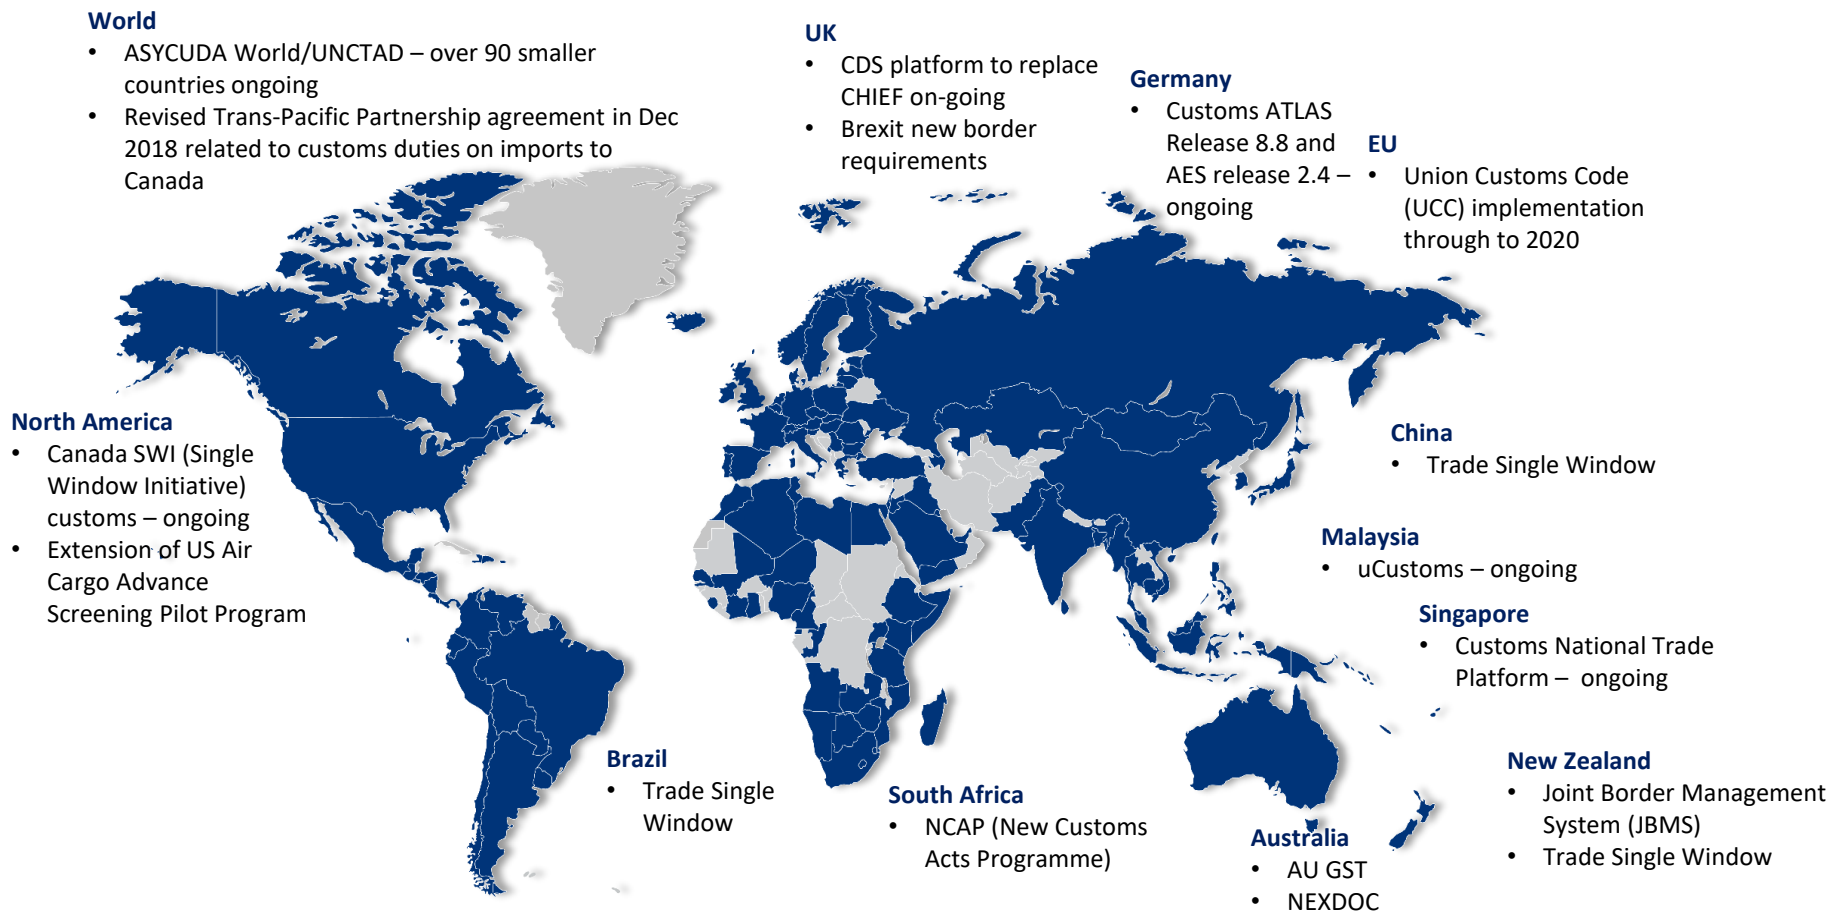 World
• ASYCUDA World/UNCTAD – over 90 smaller
countries ongoing
• Revised Trans-Pacific Partnership agreement in Dec
2018 related to customs duties on imports to
Canada
UK
• CDS platform to replace
CHIEF on-going
• Brexit new border
requirements
Germany
• Customs ATLAS
Release 8.8 and
AES release 2.4 –
ongoing
EU
• Union Customs Code
(UCC) implementation
through to 2020
North America
• Canada SWI (Single
Window Initiative)
customs – ongoing
• Extension of US Air
Cargo Advance
Screening Pilot Program
China
• Trade Single Window
Malaysia
• uCustoms – ongoing
Singapore
• Customs National Trade
Platform – ongoing
Brazil
• Trade Single
Window
South Africa
• NCAP (New Customs
Acts Programme)
Australia
• AU GST
• NEXDOC
New Zealand
• Joint Border Management
System (JBMS)
• Trade Single Window